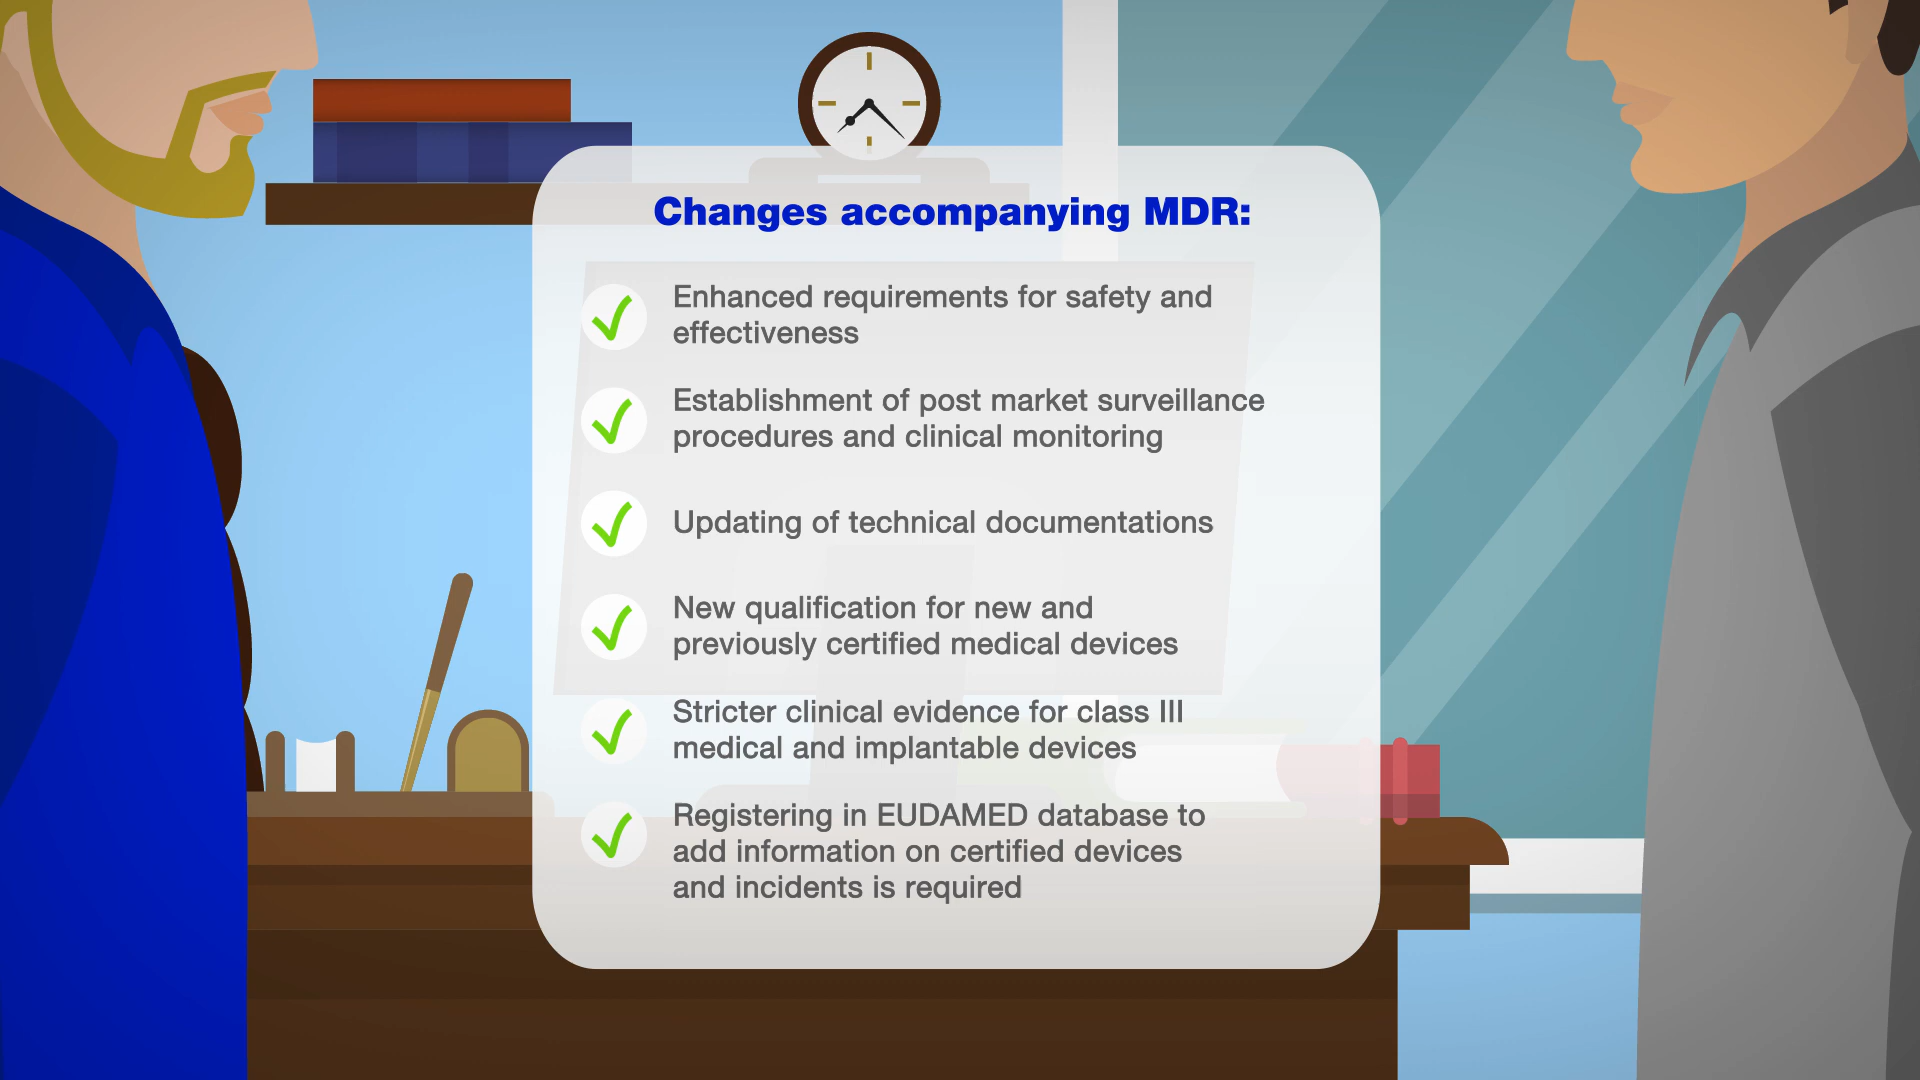 Changes accompanying MDR:
Enhanced requirements for safety and
effectiveness
Establishment of post market surveillance
procedures and clinical monitoring
Updating of technical documentations
New qualification for new and
previously certified medical devices
Stricter clinical evidence for class III
medical and implantable devices
Registering in EUDAMED database to
add information on certified devices
and incidents is required